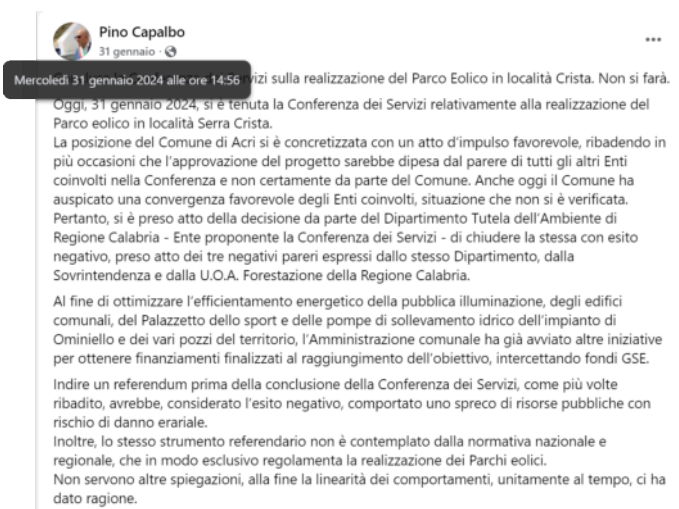 Pino Capalbo
31 gennaio
Mercoledì 31 gennaio 2024 alle ore 14:56
vizi sulla realizzazione del Parco Eolico in località Crista. Non si farà.
Oggi, 31 gennaio 2024, si è tenuta la Conferenza dei Servizi relativamente alla realizzazione del
Parco eolico in località Serra Crista.
La posizione del Comune di Acri si è concretizzata con un atto d'impulso favorevole, ribadendo in
più occasioni che l'approvazione del progetto sarebbe dipesa dal parere di tutti gli altri Enti
coinvolti nella Conferenza e non certamente da parte del Comune. Anche oggi il Comune ha
auspicato una convergenza favorevole degli Enti coinvolti, situazione che non si è verificata.
Pertanto, si è preso atto della decisione da parte del Dipartimento Tutela dell'Ambiente di
Regione Calabria - Ente proponente la Conferenza dei Servizi - di chiudere la stessa con esito
negativo, preso atto dei tre negativi pareri espressi dallo stesso Dipartimento, dalla
Sovrintendenza e dalla U.O.A. Forestazione della Regione Calabria.
Al fine di ottimizzare l'efficientamento energetico della pubblica illuminazione, degli edifici
comunali, del Palazzetto dello sport e delle pompe di sollevamento idrico dell'impianto di
Ominiello e dei vari pozzi del territorio, l'Amministrazione comunale ha già avviato altre iniziative
per ottenere finanziamenti finalizzati al raggiungimento dell'obiettivo, intercettando fondi GSE.
Indire un referendum prima della conclusione della Conferenza dei Servizi, come più volte
ribadito, avrebbe, considerato l'esito negativo, comportato uno spreco di risorse pubbliche con
rischio di danno erariale.
Inoltre, lo stesso strumento referendario non è contemplato dalla normativa nazionale e
regionale, che in modo esclusivo regolamenta la realizzazione dei Parchi eolici.
Non servono altre spiegazioni, alla fine la linearità dei comportamenti, unitamente al tempo, ci ha
dato ragione.